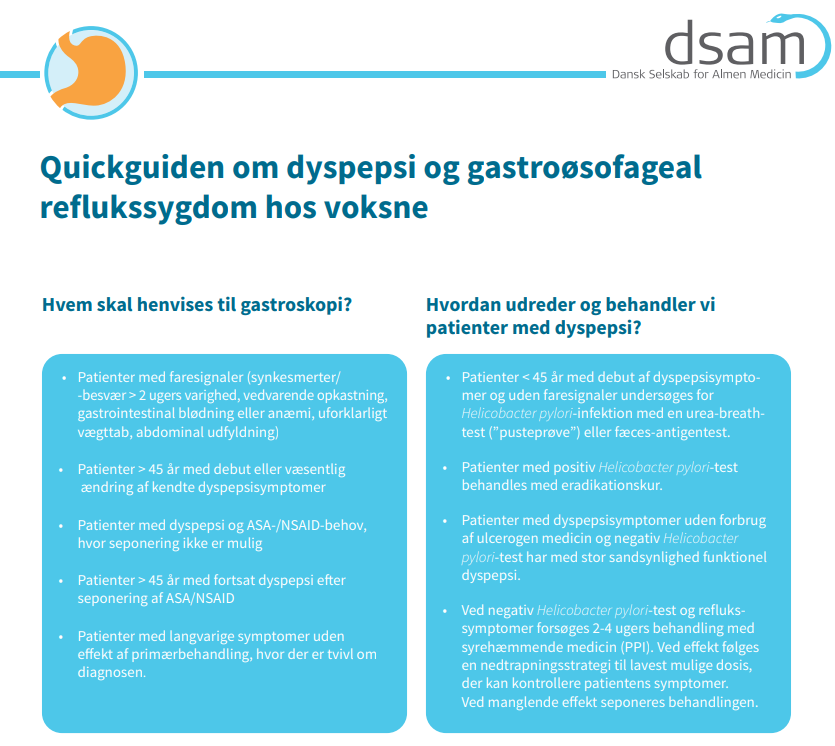 dsam
Dansk Selskab for Almen Medicin
Quickguiden om dyspepsi og gastroøsofageal
reflukssygdom hos voksne
Hvem skal henvises til gastroskopi?
• Patienter med faresignaler (synkesmerter/
-besvær > 2 ugers varighed, vedvarende opkastning,
gastrointestinal blødning eller anæmi, uforklarligt
vægttab, abdominal udfyldning)
• Patienter > 45 år med debut eller væsentlig
ændring af kendte dyspepsisymptomer
• Patienter med dyspepsi og ASA-/NSAID-behov,
hvor seponering ikke er mulig
• Patienter > 45 år med fortsat dyspepsi efter
seponering af ASA/NSAID
• Patienter med langvarige symptomer uden
effekt af primærbehandling, hvor der er tvivl om
diagnosen.
Hvordan udreder og behandler vi
patienter med dyspepsi?
• Patienter < 45 år med debut af dyspepsisympto-
mer og uden faresignaler undersøges for
Helicobacter pylori-infektion med en urea-breath-
test (”pusteprøve”) eller fæces-antigentest.
• Patienter med positiv Helicobacter pylori-test
behandles med eradikationskur.
• Patienter med dyspepsisymptomer uden forbrug
af ulcerogen medicin og negativ Helicobacter
pylori-test har med stor sandsynlighed funktionel
dyspepsi.
• Ved negativ Helicobacter pylori-test og refluks-
symptomer forsøges 2-4 ugers behandling med
syrehæmmende medicin (PPI). Ved effekt følges
en nedtrapningsstrategi til lavest mulige dosis,
der kan kontrollere patientens symptomer.
Ved manglende effekt seponeres behandlingen.